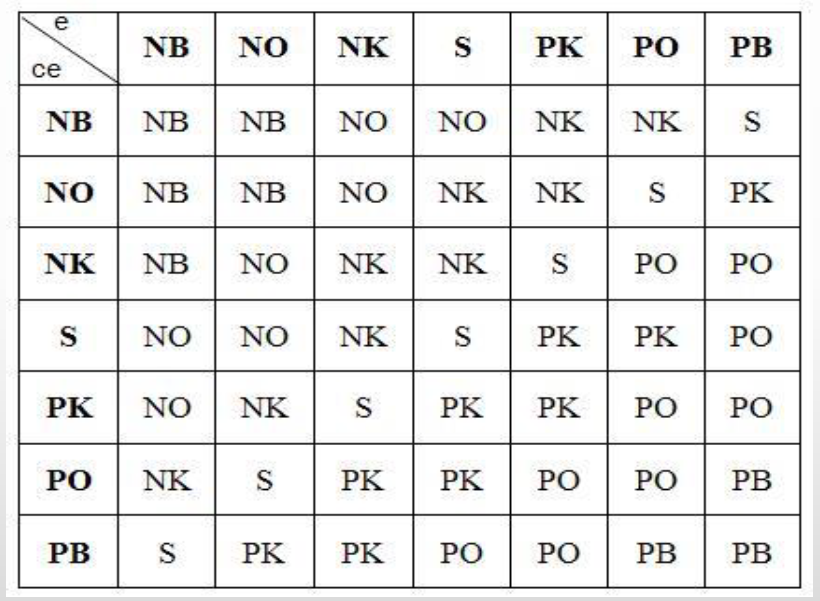 e
ce NB NO NK S PK PO PB
NB NB NB NO NO NK NK S
NO NB NB NO NK NK S PK
NK NB NO NK NK S PO PO
S NO NO NK S PK PK PO
PK NO NK S PK PK PO PO
PO NK S PK PK PO PO PB
PB S PK PK PO PO PB PB